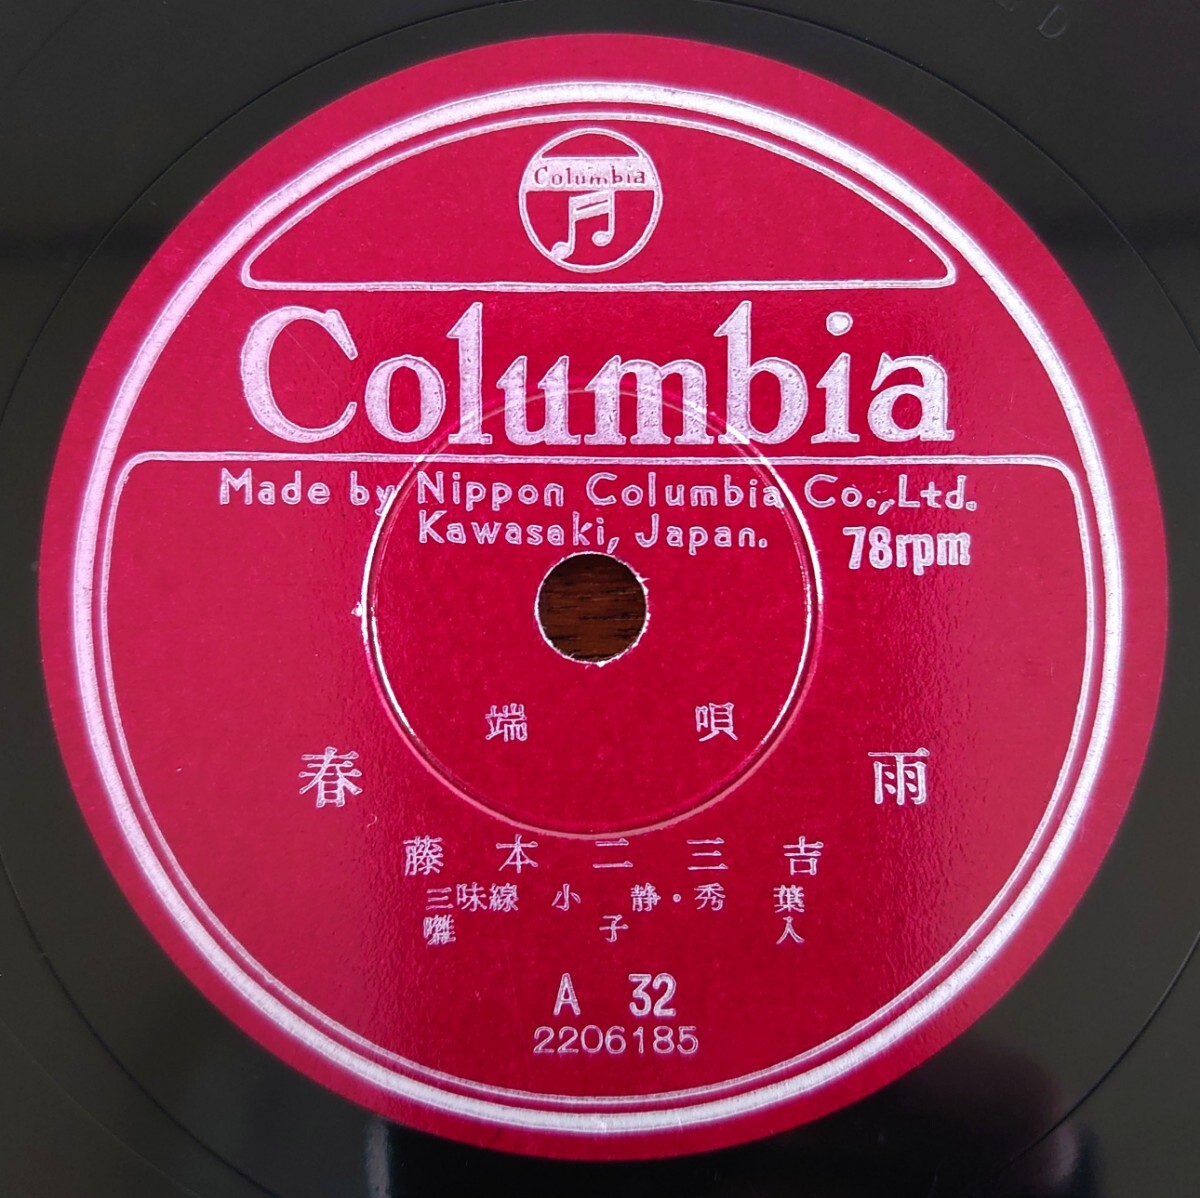 Columbia
Columbia
Made by Nippon Columbia Co.,Ltd.
Kawasaki, Japan.
78rpm
端 唄
春 雨
藤 本 二 三 吉
三味線 小 静・秀 葉
囃 子 入
A 32
2206185